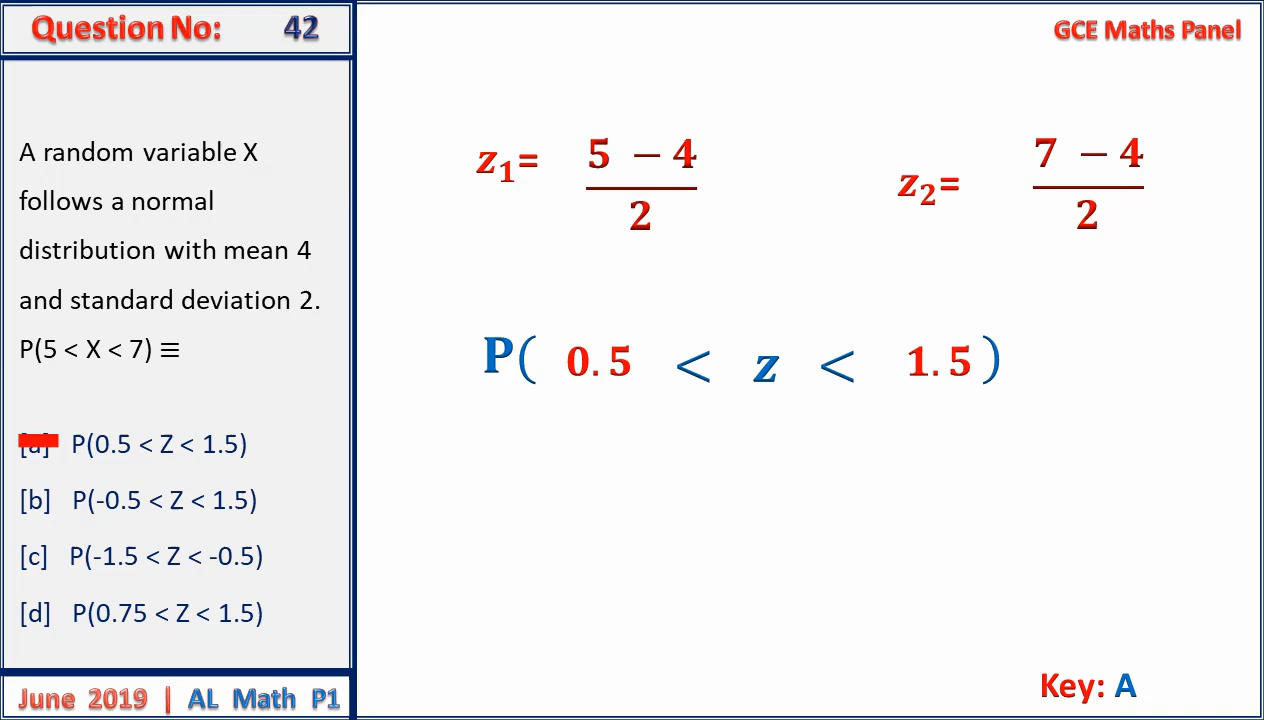 Question No: 42
GCE Maths Panel
A random variable X
follows a normal
distribution with mean 4
and standard deviation 2.
P(5 < X < 7) ≡
[a] P(0.5 < Z < 1.5)
[b] P(-0.5 < Z < 1.5)
[c] P(-1.5 < Z < -0.5)
[d] P(0.75 < Z < 1.5)
June 2019 | AL Math P1
z₁= 5 − 4
2
z₂= 7 − 4
2
P( 0.5 < z < 1.5 )
Key: A